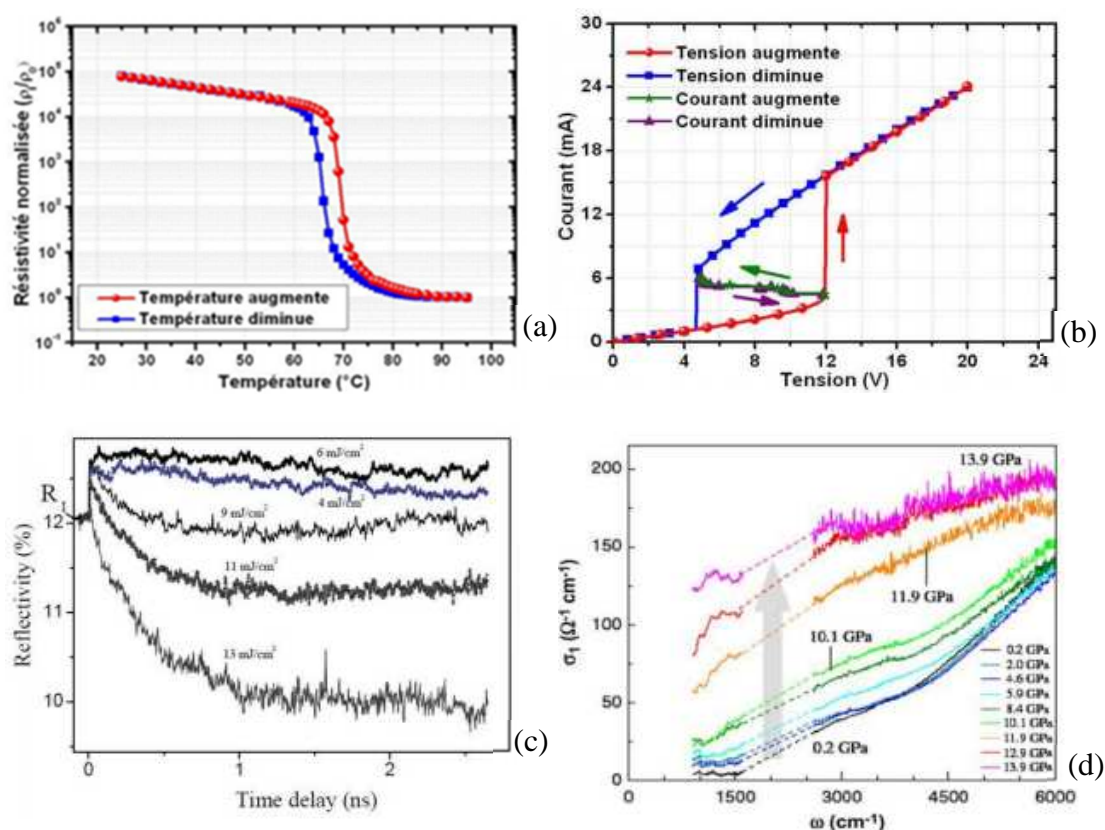 Résistivité normalisée (ρ/ρ₀)
10⁶
10⁵
10⁴
10³
10²
10¹
10⁰
20 30 40 50 60 70 80 90 100
Température (°C)
Température augmente
Température diminue
(a)
Courant (mA)
30
24
18
12
6
0
0 4 8 12 16 20 24
Tension (V)
Tension augmente
Tension diminue
Courant augmente
Courant diminue
(b)
Reflectivity (%)
12
11
10
0 1 2
Time delay (ns)
6 mJ/cm²
4 mJ/cm²
9 mJ/cm²
11 mJ/cm²
13 mJ/cm²
(c)
σ₁ (Ω⁻¹ cm⁻¹)
200
150
100
50
0
0 1500 3000 4500 6000
ω (cm⁻¹)
13.9 GPa
11.9 GPa
10.1 GPa
0.2 GPa
0.2 GPa
2.0 GPa
4.6 GPa
5.9 GPa
8.4 GPa
10.1 GPa
11.9 GPa
12.9 GPa
13.9 GPa
(d)